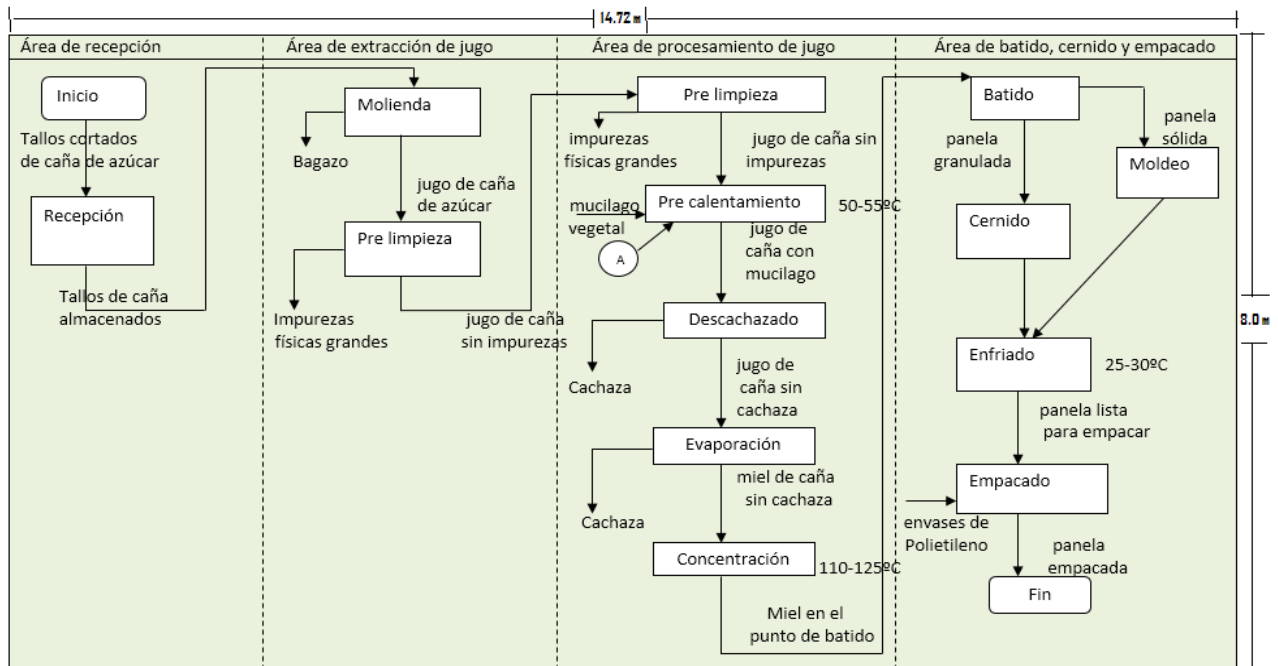 14.72 m
Área de recepción
Área de extracción de jugo
Área de procesamiento de jugo
Área de batido, cernido y empacado
Inicio
Tallos cortados
de caña de azúcar
Recepción
Tallos de caña
almacenados
Molienda
Bagazo
jugo de caña
de azúcar
Pre limpieza
Impurezas
físicas grandes
jugo de caña
sin impurezas
Pre limpieza
impurezas
físicas grandes
jugo de caña sin
impurezas
mucilago
vegetal
Pre calentamiento
50-55ºC
A
jugo de
caña con
mucilago
Descachazado
Cachaza
jugo de
caña sin
cachaza
Evaporación
Cachaza
miel de caña
sin cachaza
Concentración
110-125ºC
Miel en el
punto de batido
Batido
panela
granulada
panela
sólida
Moldeo
Cernido
Enfriado
25-30ºC
panela lista
para empacar
Empacado
envases de
Polietileno
panela
empacada
Fin
8.0 m